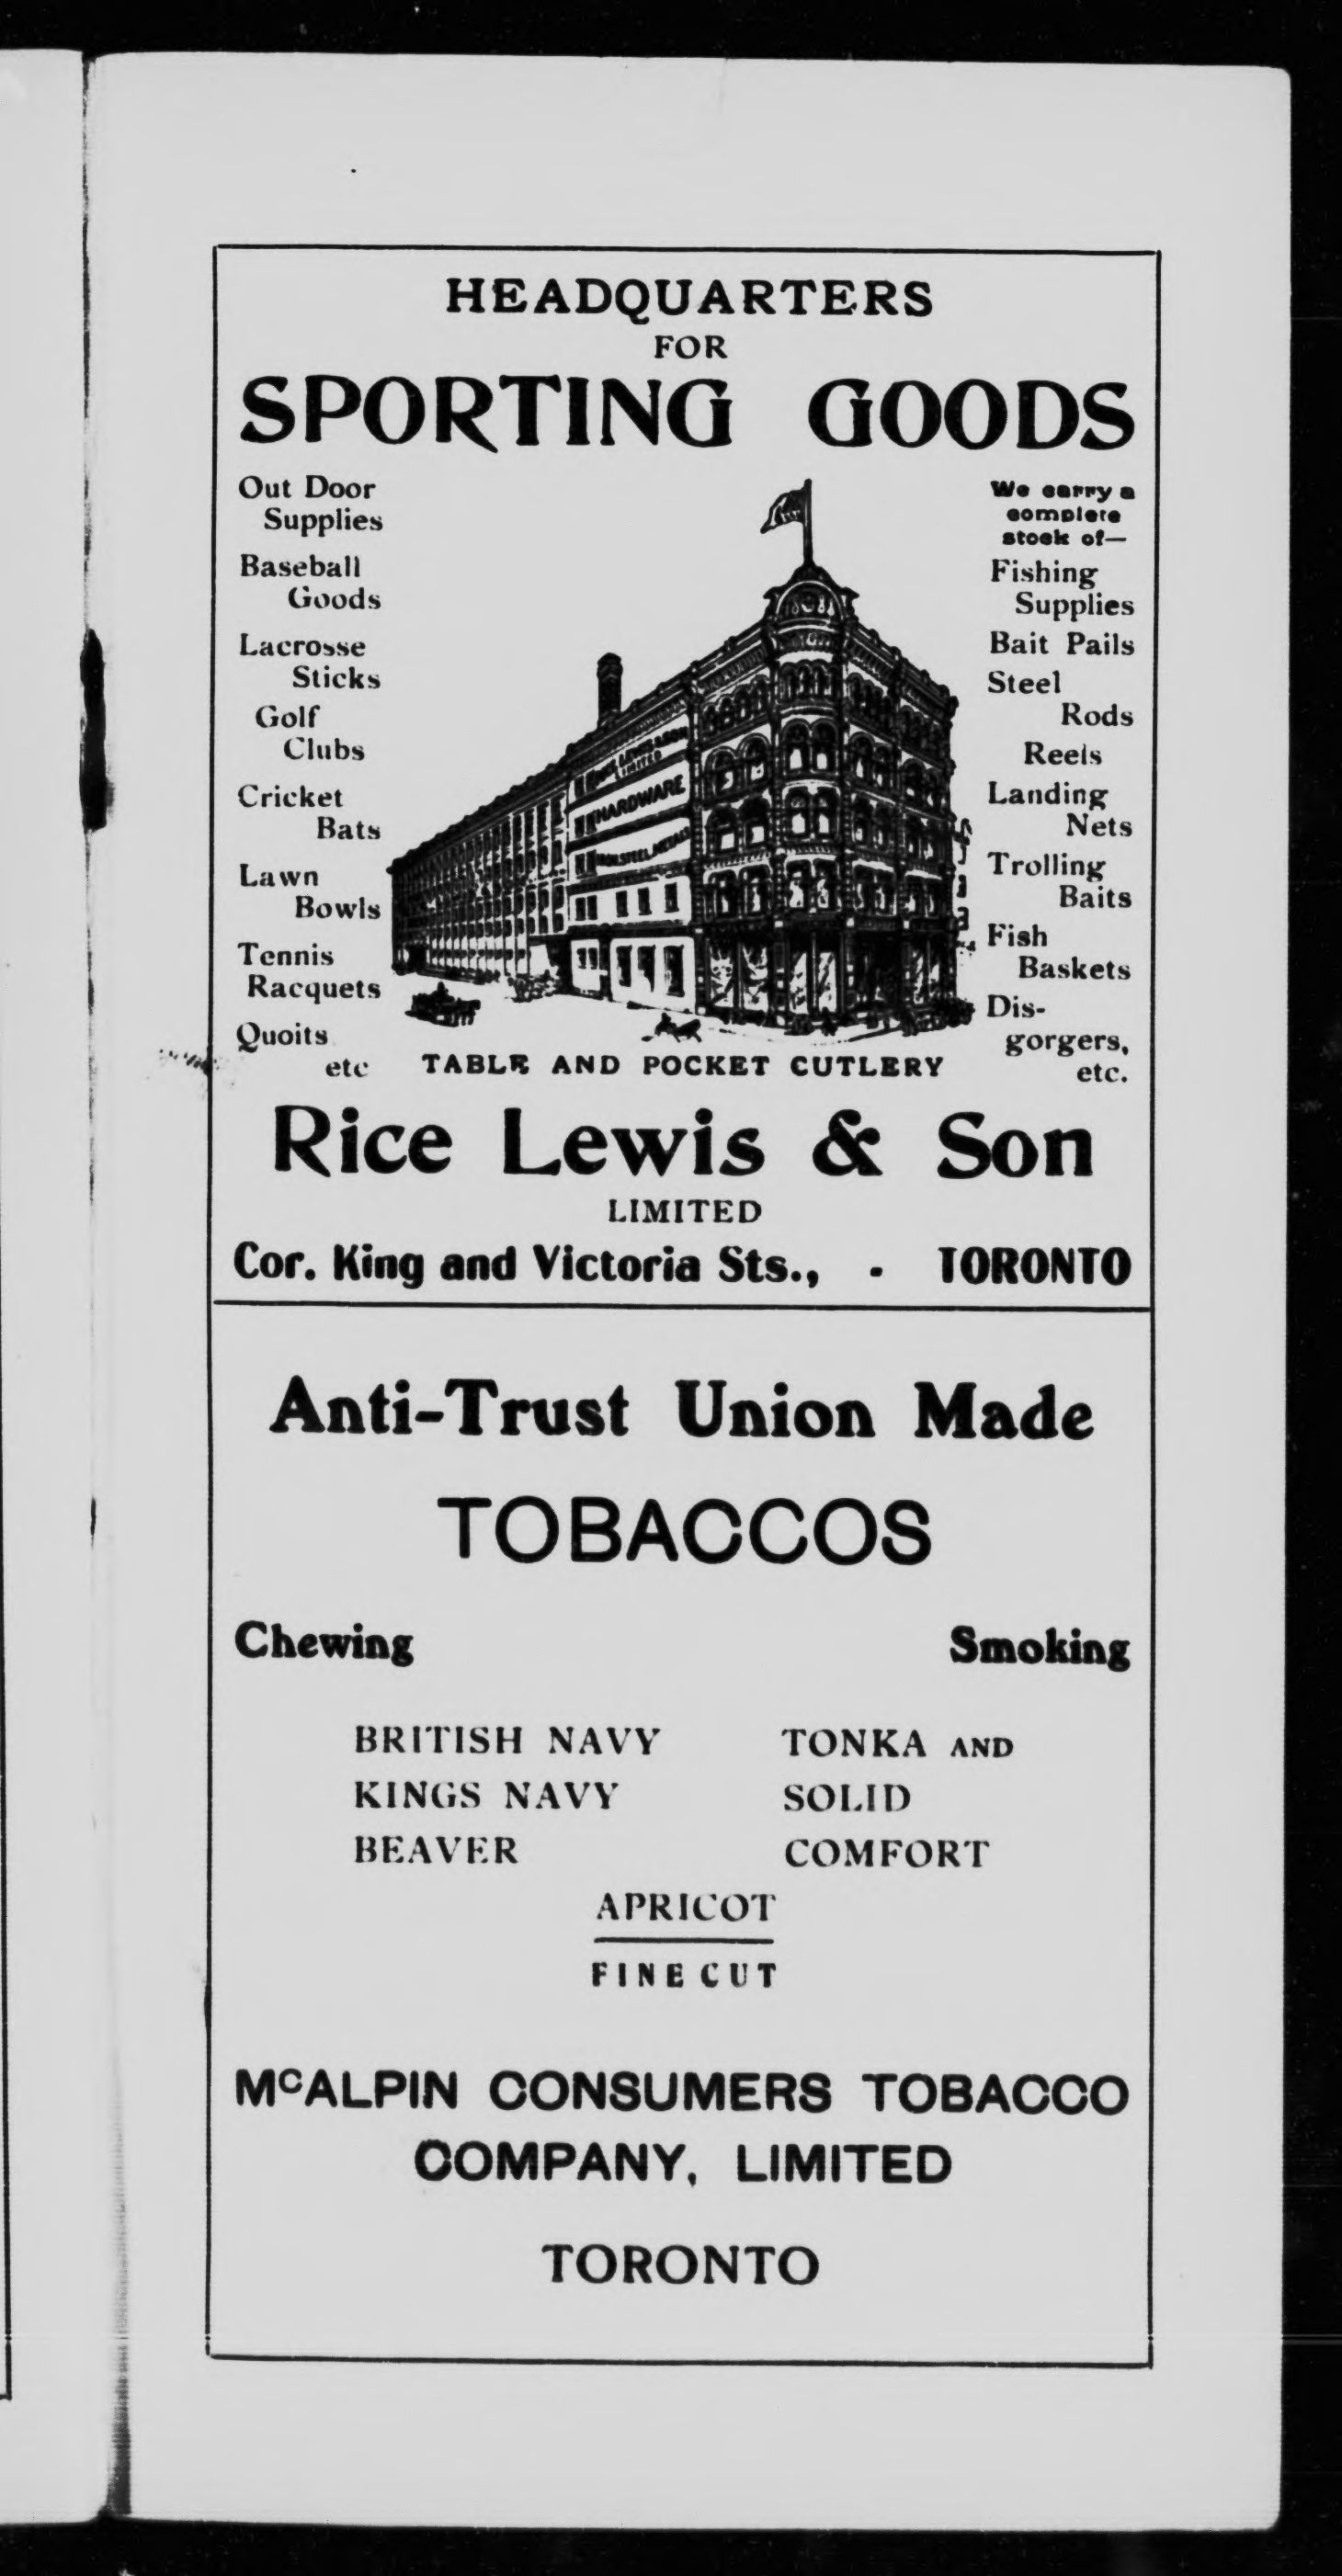 HEADQUARTERS
FOR
SPORTING GOODS
Out Door
Supplies
Baseball
Goods
Lacrosse
Sticks
Golf
Clubs
Cricket
Bats
Lawn
Bowls
Tennis
Racquets
Quoits
etc
LEWIS & SON
LIMITED
HARDWARE
We carry a
complete
stock of—
Fishing
Supplies
Bait Pails
Steel
Rods
Reels
Landing
Nets
Trolling
Baits
Fish
Baskets
Dis-
gorgers,
etc.
TABLE AND POCKET CUTLERY
Rice Lewis & Son
LIMITED
Cor. King and Victoria Sts., - TORONTO
Anti-Trust Union Made
TOBACCOS
Chewing Smoking
BRITISH NAVY TONKA AND
KINGS NAVY SOLID
BEAVER COMFORT
APRICOT
FINE CUT
McALPIN CONSUMERS TOBACCO
COMPANY, LIMITED
TORONTO